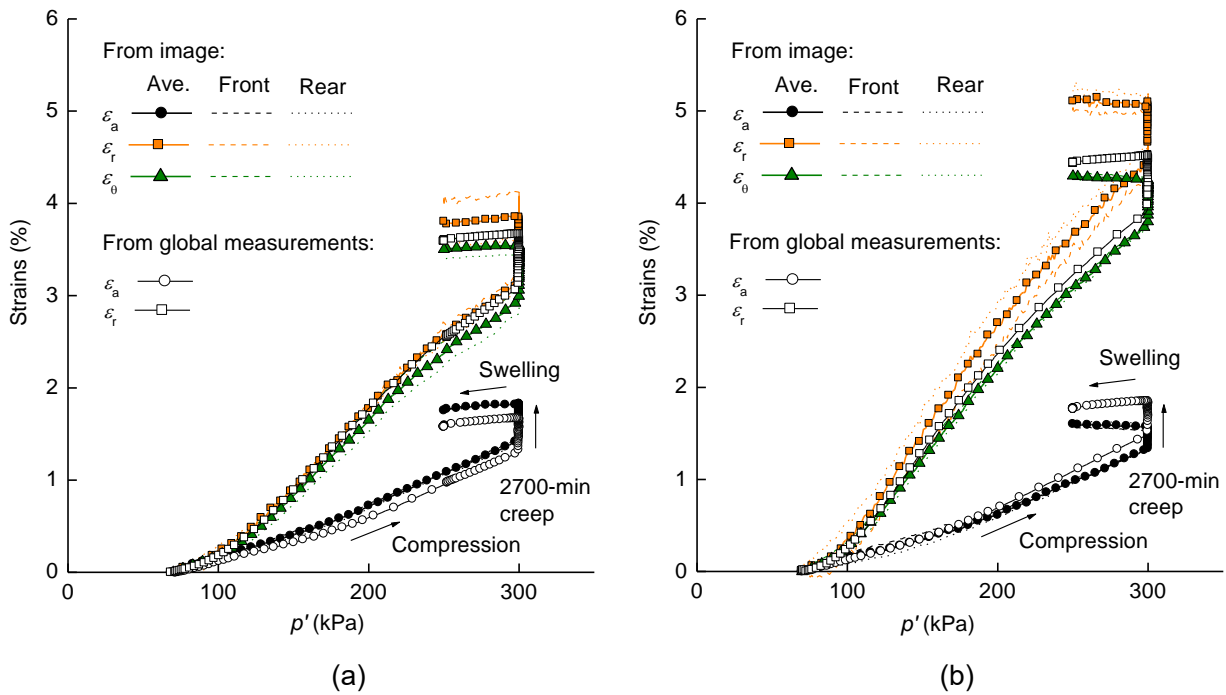 6
5
4
3
2
1
0
Strains (%)
From image:
Ave. Front Rear
εa
εr
εθ
From global measurements:
εa
εr
Swelling
2700-min
creep
Compression
0 100 200 300
p′ (kPa)
(a)
6
5
4
3
2
1
0
Strains (%)
From image:
Ave. Front Rear
εa
εr
εθ
From global measurements:
εa
εr
Swelling
2700-min
creep
Compression
0 100 200 300
p′ (kPa)
(b)